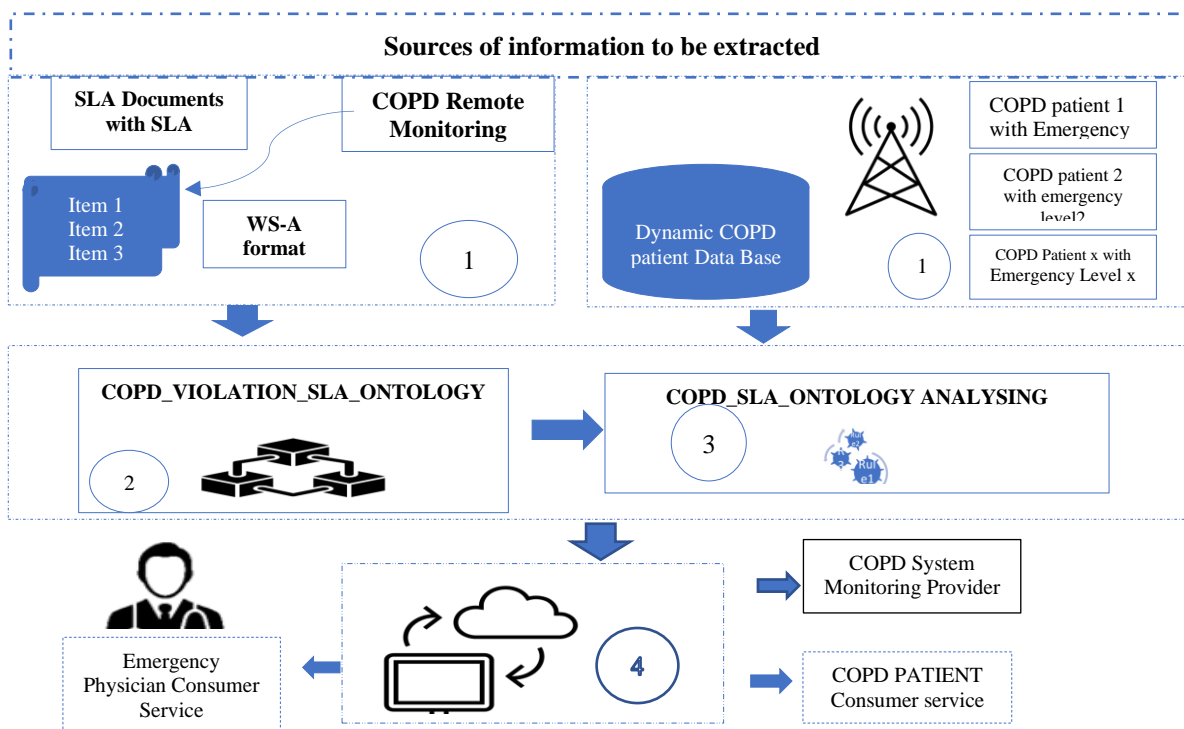 Sources of information to be extracted
SLA Documents
with SLA
COPD Remote
Monitoring
Item 1
Item 2
Item 3
WS-A
format
1
Dynamic COPD
patient Data Base
1
COPD patient 1
with Emergency
COPD patient 2
with emergency
level2
COPD Patient x with
Emergency Level x
COPD_VIOLATION_SLA_ONTOLOGY
2
COPD_SLA_ONTOLOGY ANALYSING
3
Rul
e1
4
Emergency
Physician Consumer
Service
COPD System
Monitoring Provider
COPD PATIENT
Consumer service